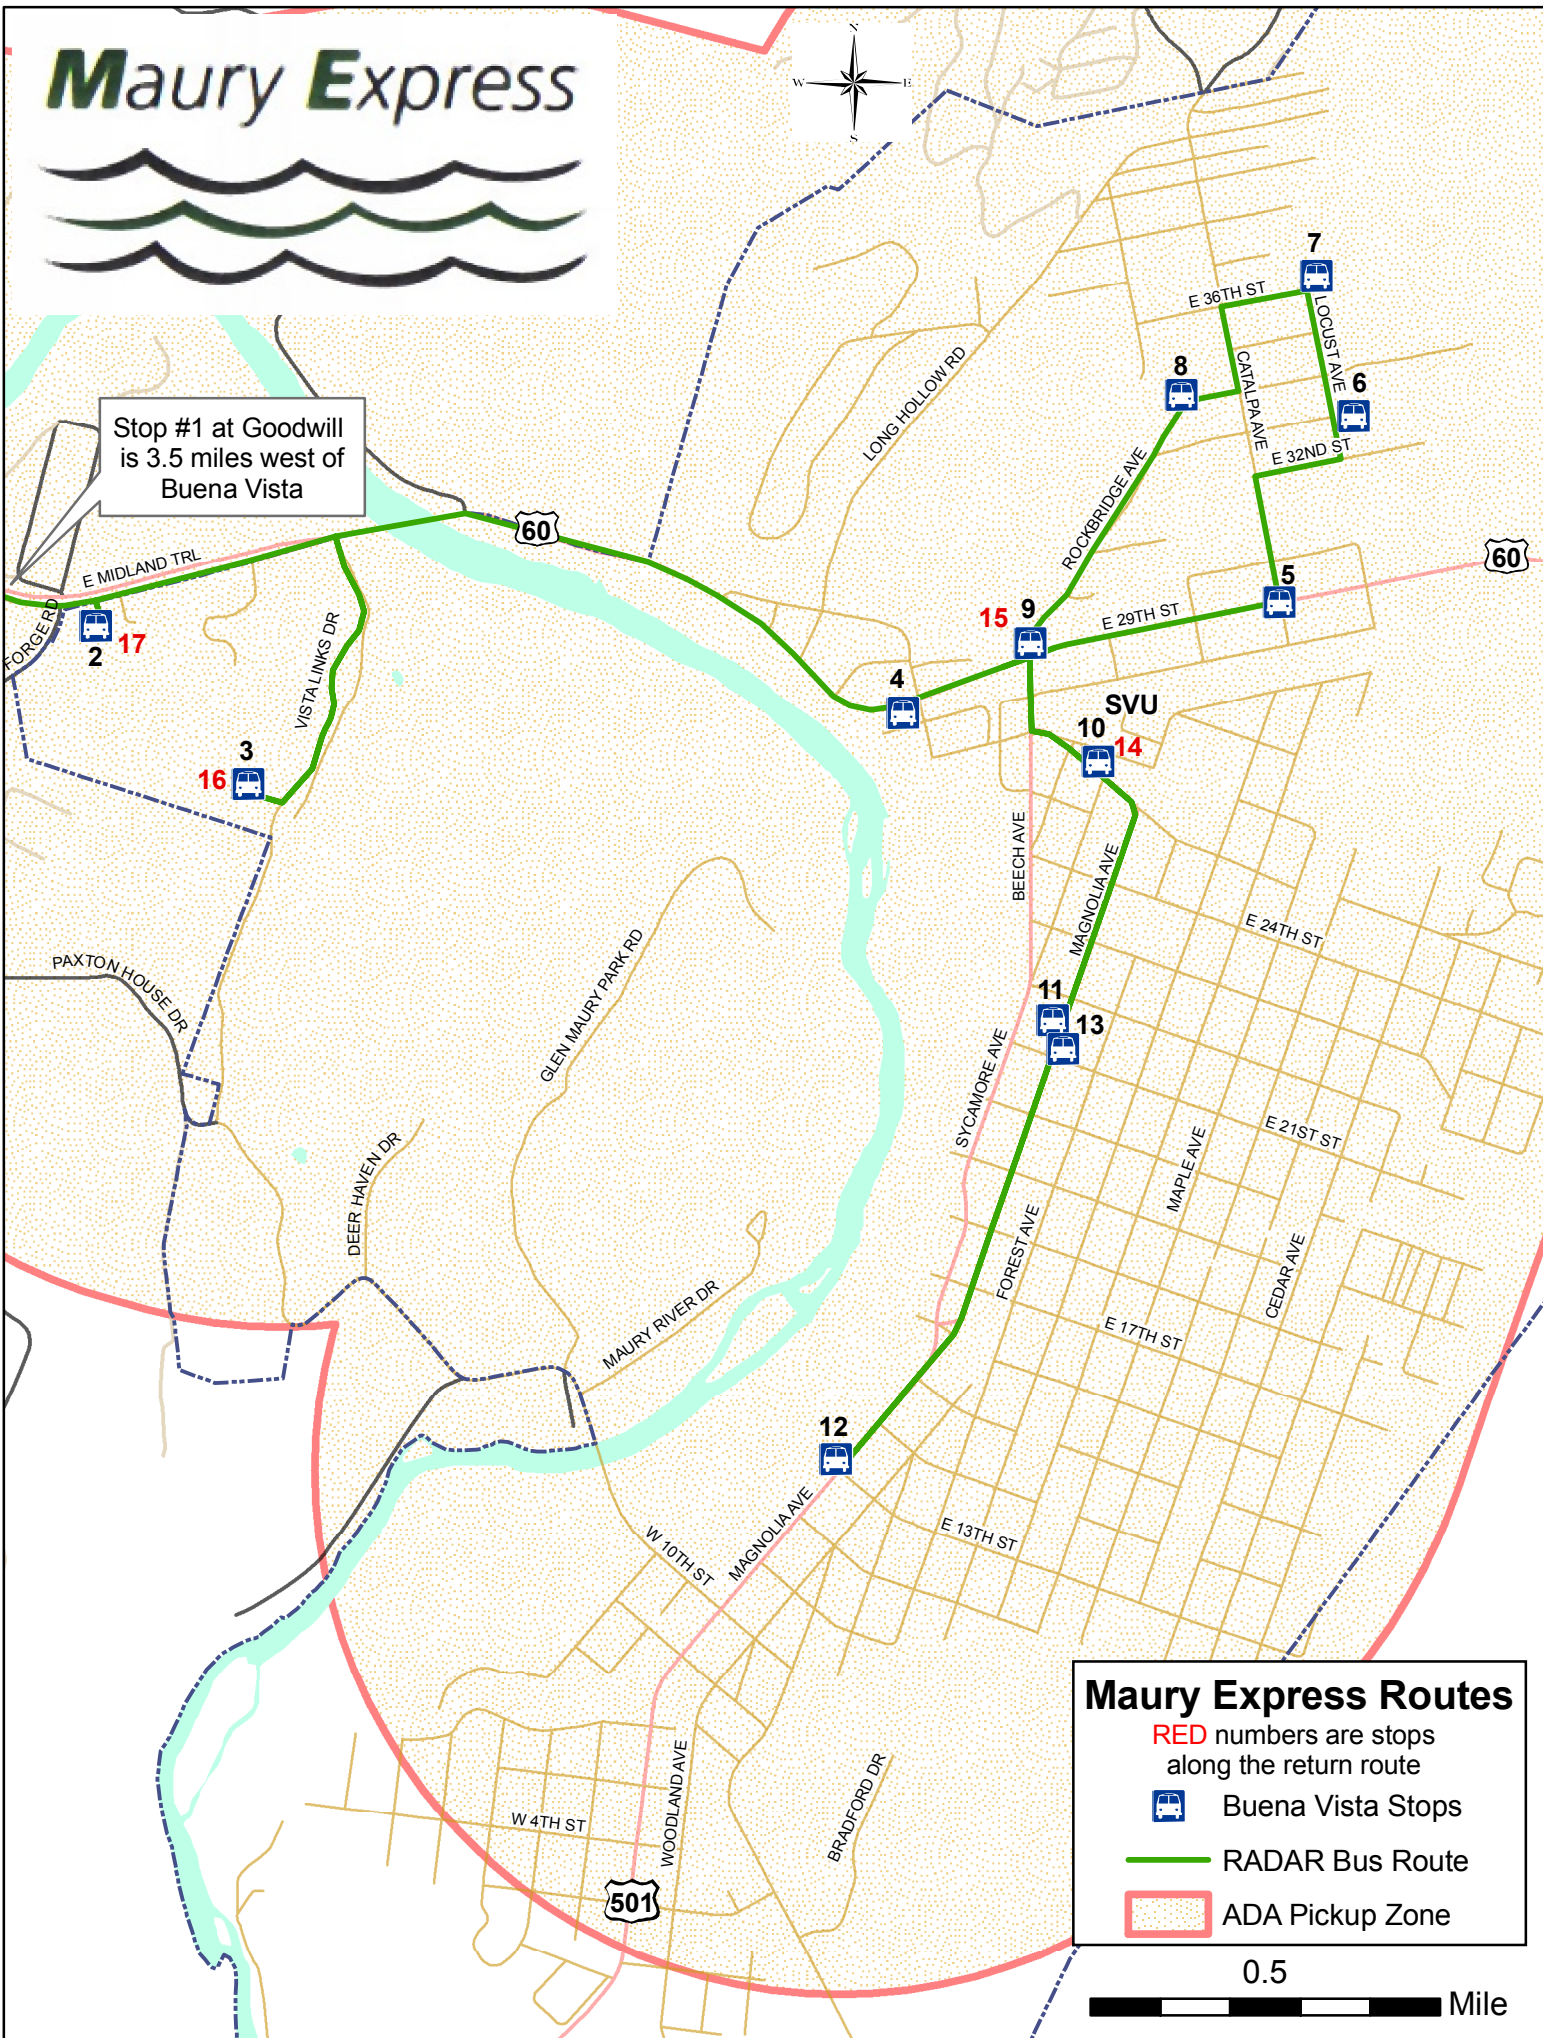 Maury Express
N
W
E
S
7
E 36TH ST
LOCUST AVE
8
CATALPA AVE
6
LONG HOLLOW RD
E 32ND ST
Stop #1 at Goodwill
is 3.5 miles west of
Buena Vista
ROCKBRIDGE AVE
60
60
E MIDLAND TRL
5
FORGE RD
17
2
VISTA LINKS DR
15
9
E 29TH ST
4
SVU
10
14
3
16
BEECH AVE
MAGNOLIA AVE
E 24TH ST
PAXTON HOUSE DR
GLEN MAURY PARK RD
11
13
SYCAMORE AVE
E 21ST ST
MAPLE AVE
DEER HAVEN DR
FOREST AVE
CEDAR AVE
MAURY RIVER DR
E 17TH ST
12
MAGNOLIA AVE
E 13TH ST
W 10TH ST
WOODLAND AVE
BRADFORD DR
W 4TH ST
501
Maury Express Routes
RED numbers are stops
along the return route
Buena Vista Stops
RADAR Bus Route
ADA Pickup Zone
0.5
Mile